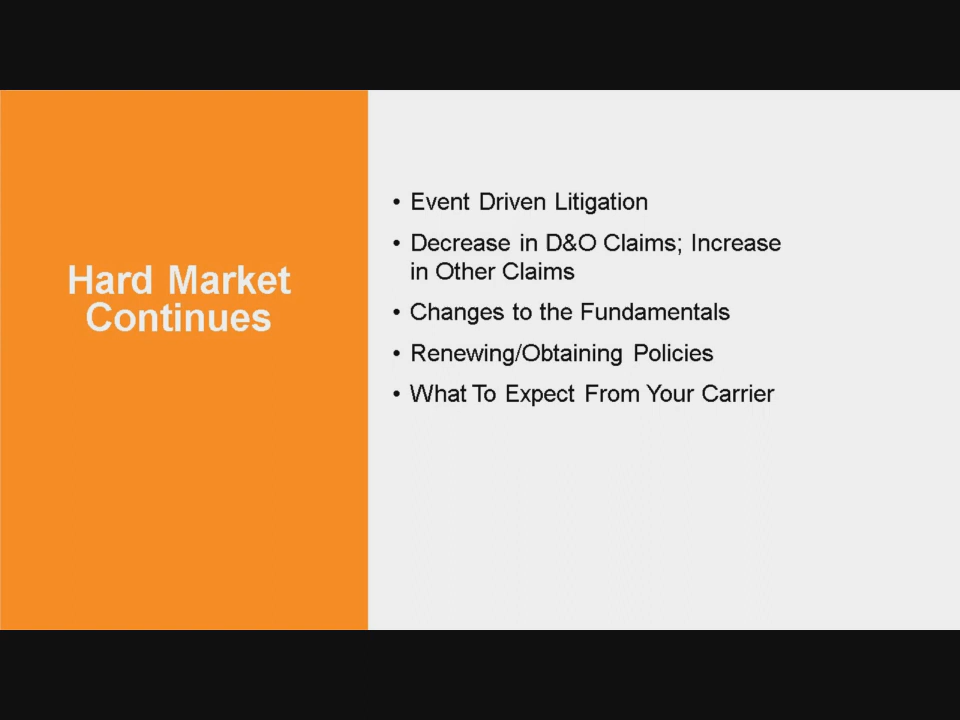 Hard Market
Continues
• Event Driven Litigation
• Decrease in D&O Claims; Increase
in Other Claims
• Changes to the Fundamentals
• Renewing/Obtaining Policies
• What To Expect From Your Carrier